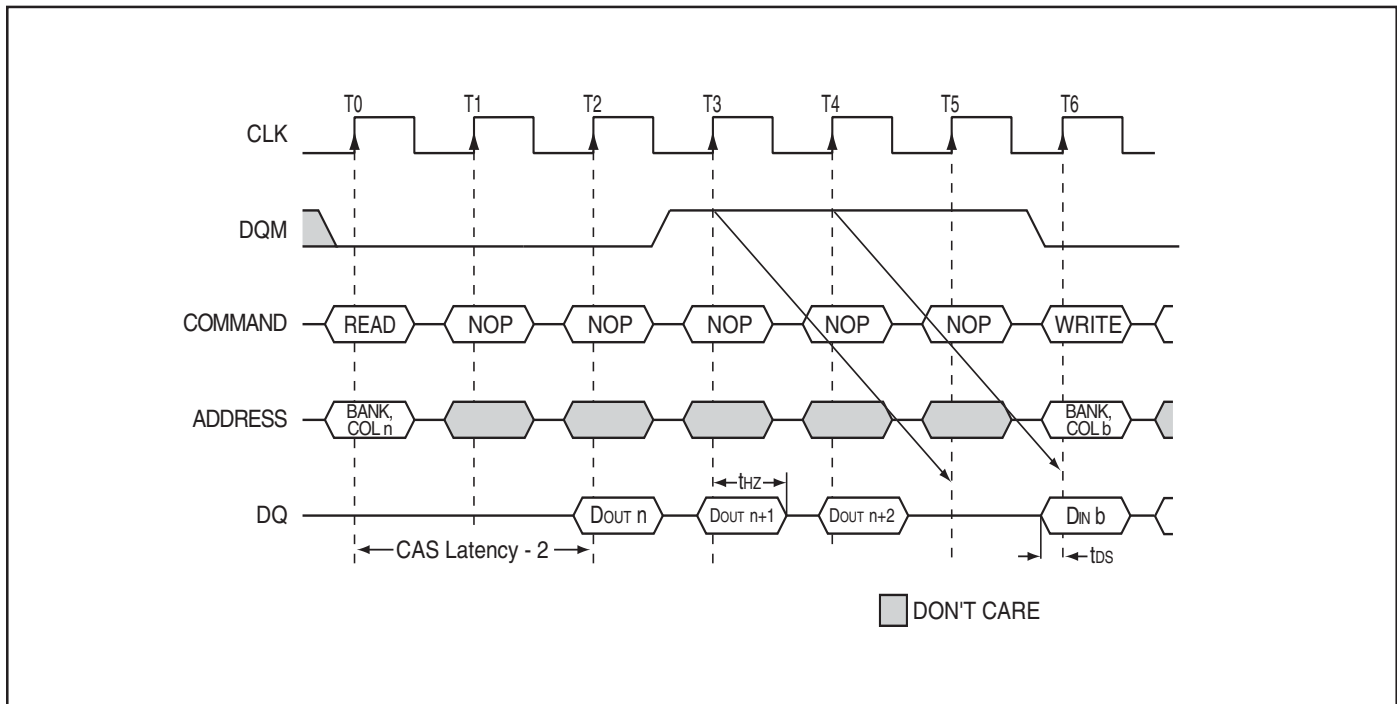 T0 T1 T2 T3 T4 T5 T6
CLK
DQM
COMMAND READ NOP NOP NOP NOP NOP WRITE
ADDRESS BANK, COL n BANK, COL b
tHZ
DQ DOUT n DOUT n+1 DOUT n+2 DIN b
CAS Latency - 2 tDS
DON'T CARE